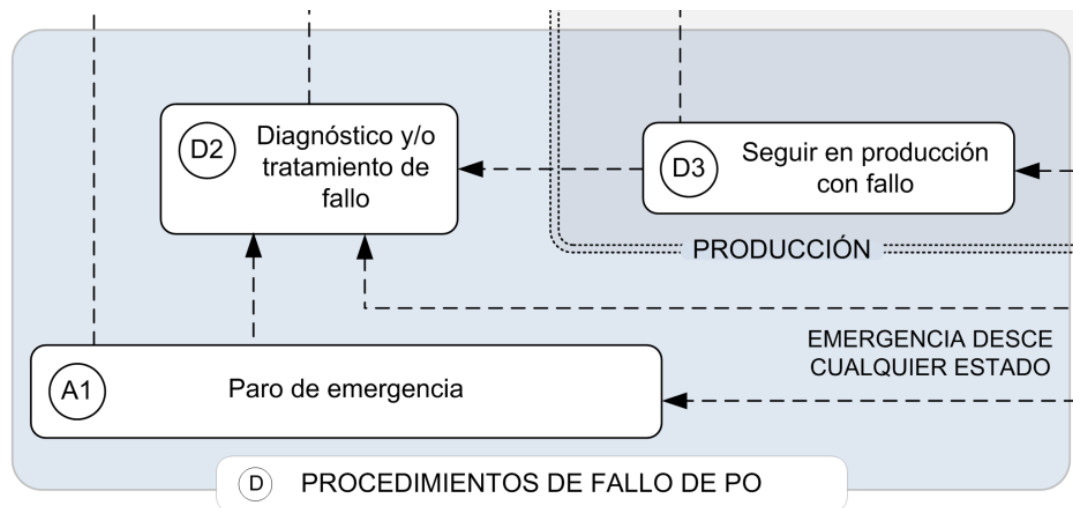 D2
Diagnóstico y/o
tratamiento de
fallo
D3
Seguir en producción
con fallo
PRODUCCIÓN
EMERGENCIA DESCE
CUALQUIER ESTADO
A1
Paro de emergencia
D
PROCEDIMIENTOS DE FALLO DE PO